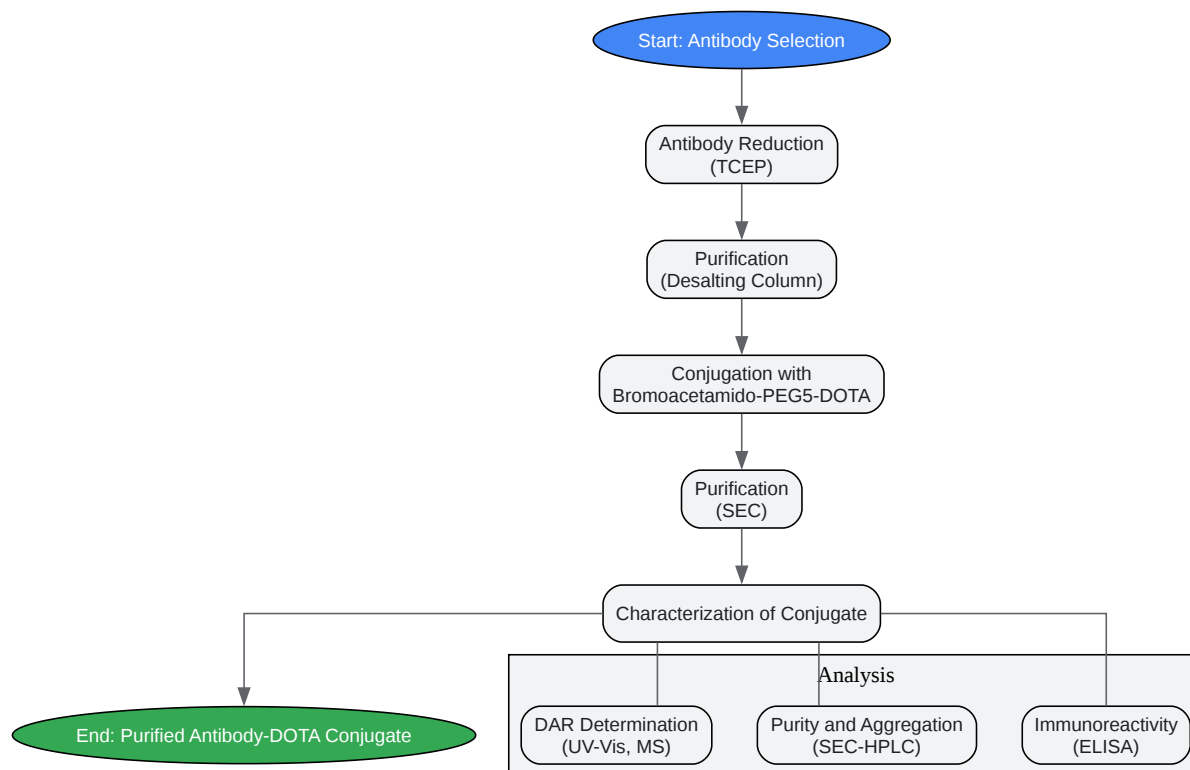 Start: Antibody Selection
Antibody Reduction
(TCEP)
Purification
(Desalting Column)
Conjugation with
Bromoacetamido-PEG5-DOTA
Purification
(SEC)
Characterization of Conjugate
Analysis
End: Purified Antibody-DOTA Conjugate
DAR Determination
(UV-Vis, MS)
Purity and Aggregation
(SEC-HPLC)
Immunoreactivity
(ELISA)